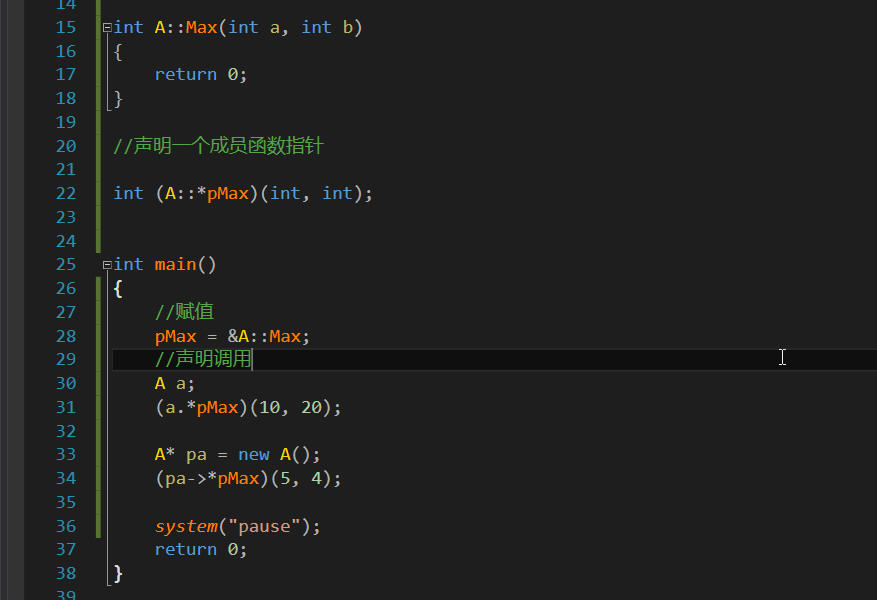 14
15 int A::Max(int a, int b)
16 {
17     return 0;
18 }
19
20 //声明一个成员函数指针
21
22 int (A::*pMax)(int, int);
23
24
25 int main()
26 {
27     //赋值
28     pMax = &A::Max;
29     //声明调用
30     A a;
31     (a.*pMax)(10, 20);
32
33     A* pa = new A();
34     (pa->*pMax)(5, 4);
35
36     system("pause");
37     return 0;
38 }
39